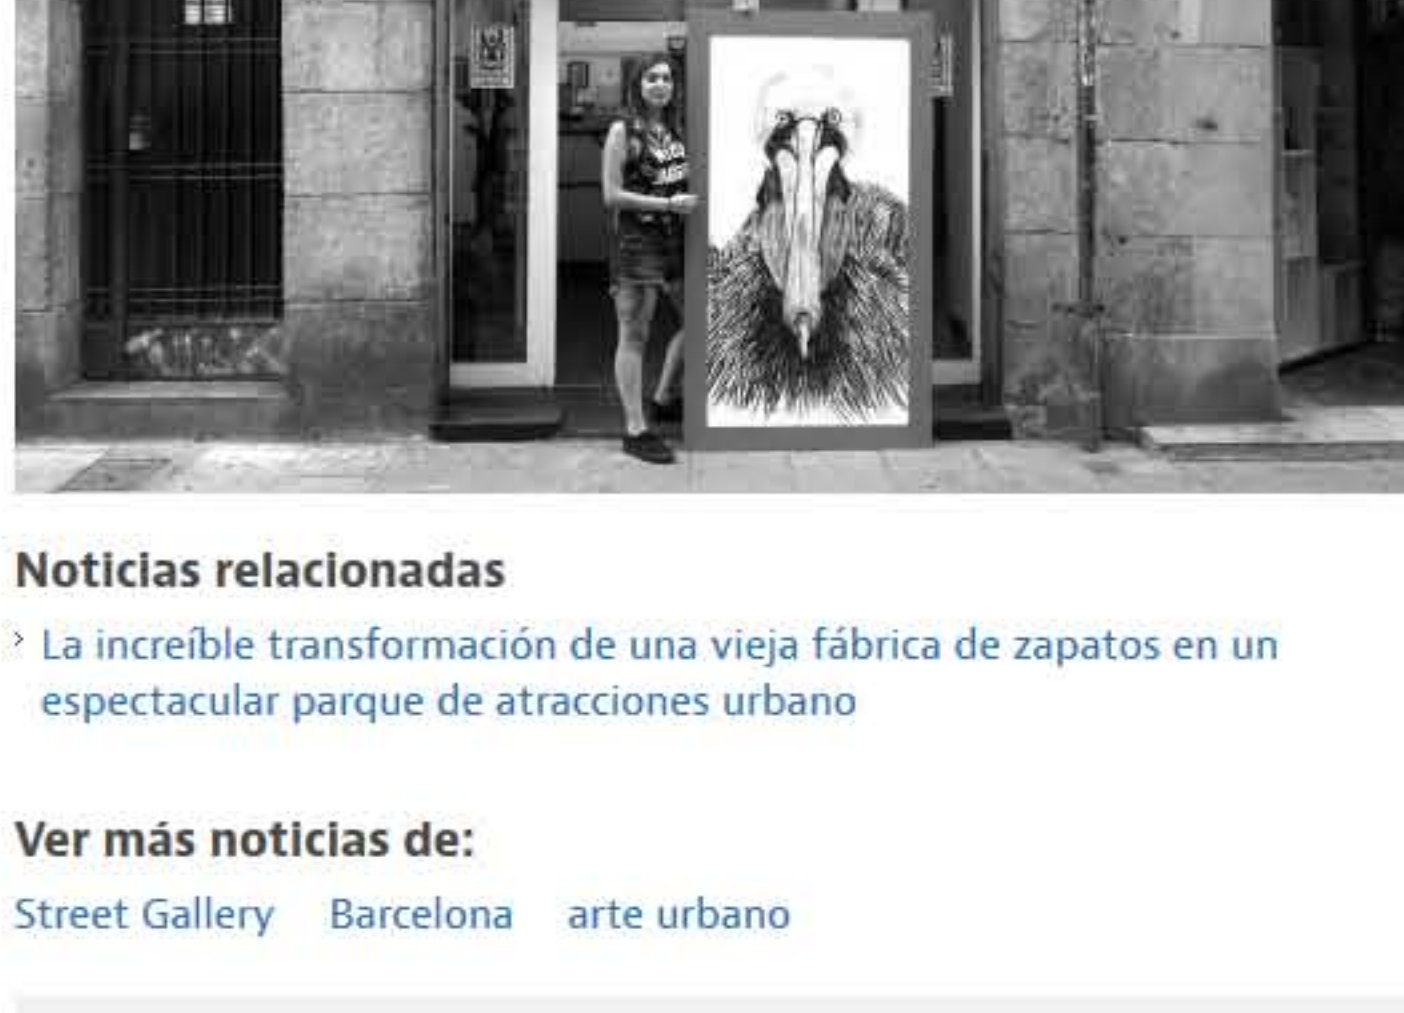 Noticias relacionadas
La increíble transformación de una vieja fábrica de zapatos en un
espectacular parque de atracciones urbano
Ver más noticias de:
Street Gallery Barcelona arte urbano